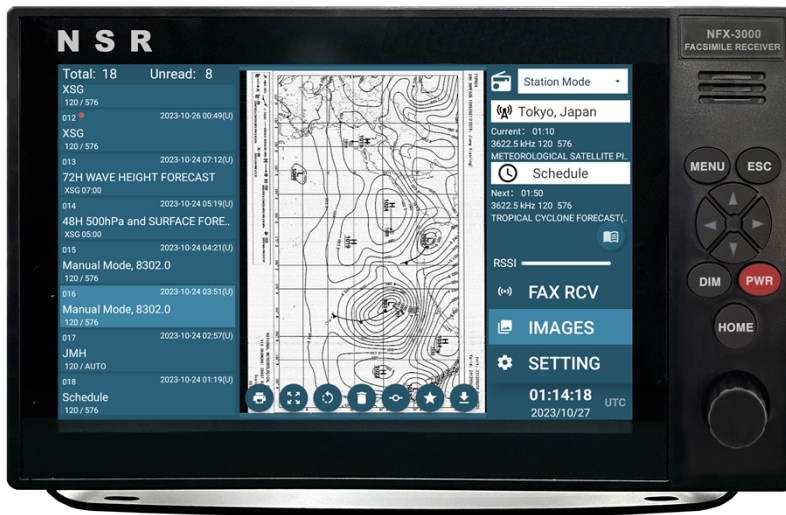 NSR
NFX-3000
FACSIMILE RECEIVER
Total: 18 Unread: 8
XSG
120 / 576
012 2023-10-26 00:49(U)
XSG
120 / 576
013 2023-10-24 07:12(U)
72H WAVE HEIGHT FORECAST
XSG 07:00
014 2023-10-24 05:19(U)
48H 500hPa and SURFACE FORE..
XSG 05:00
015 2023-10-24 04:21(U)
Manual Mode, 8302.0
120 / 576
016 2023-10-24 03:51(U)
Manual Mode, 8302.0
120 / 576
017 2023-10-24 02:57(U)
JMH
120 / AUTO
018 2023-10-24 01:19(U)
Schedule
120 / 576
Station Mode
Tokyo, Japan
Current: 01:10
3622.5 kHz 120 576
METEOROLOGICAL SATELLITE PI..
Schedule
Next: 01:50
3622.5 kHz 120 576
TROPICAL CYCLONE FORECAST(..
RSSI
FAX RCV
IMAGES
SETTING
01:14:18 UTC
2023/10/27
MENU
ESC
DIM
PWR
HOME